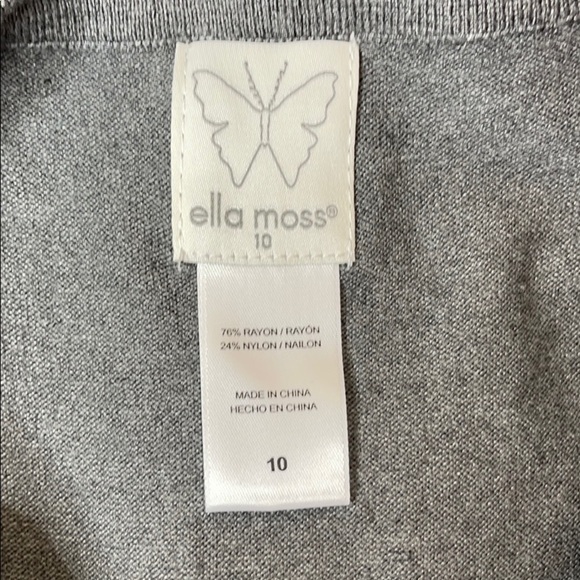 ella moss®
10
76% RAYON / RAYÓN
24% NYLON / NAILON
MADE IN CHINA
HECHO EN CHINA
10